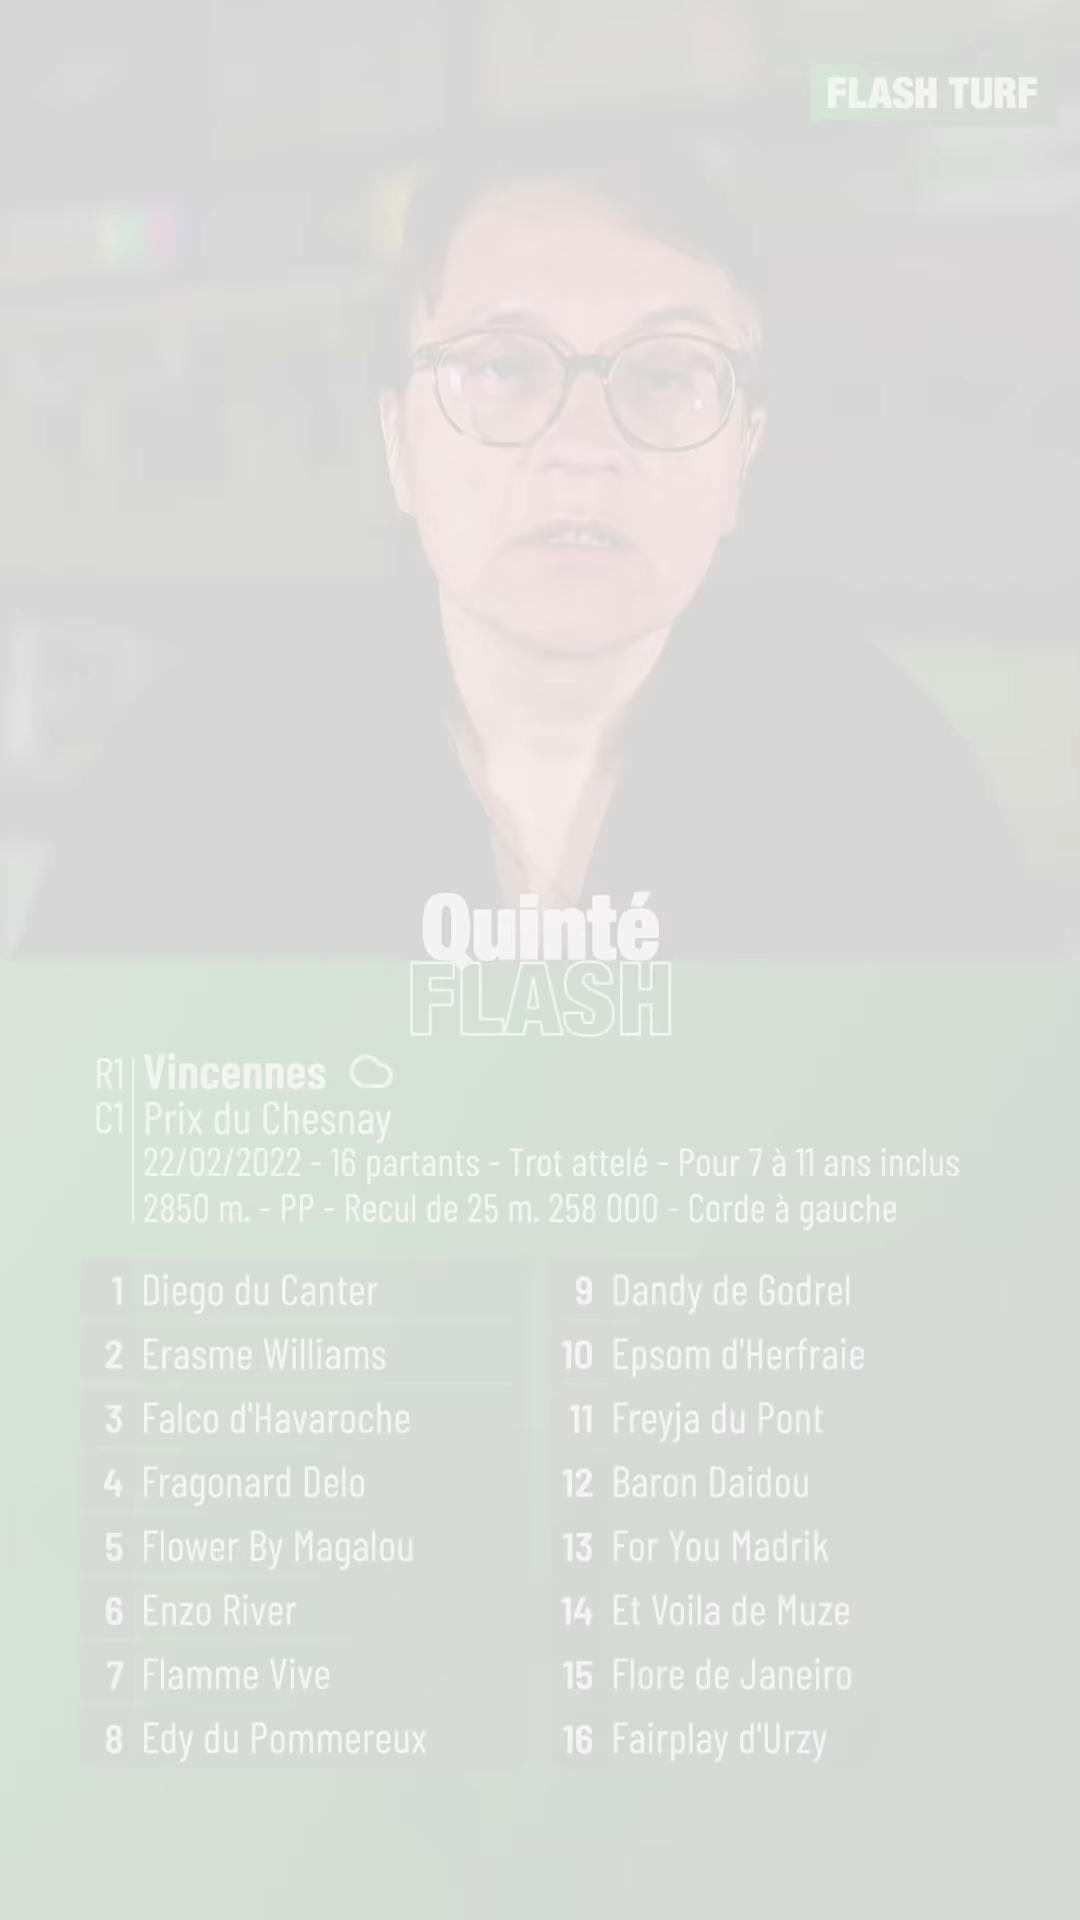 FLASH TURF
Quinté
FLASH
R1 Vincennes
C1 Prix du Chesnay
22/02/2022 - 16 partants - Trot attelé - Pour 7 à 11 ans inclus
2850 m. - PP - Recul de 25 m. 258 000 - Corde à gauche
1 Diego du Canter
2 Erasme Williams
3 Falco d'Havaroche
4 Fragonard Delo
5 Flower By Magalou
6 Enzo River
7 Flamme Vive
8 Edy du Pommereux
9 Dandy de Godrel
10 Epsom d'Herfraie
11 Freyja du Pont
12 Baron Daidou
13 For You Madrik
14 Et Voila de Muze
15 Flore de Janeiro
16 Fairplay d'Urzy